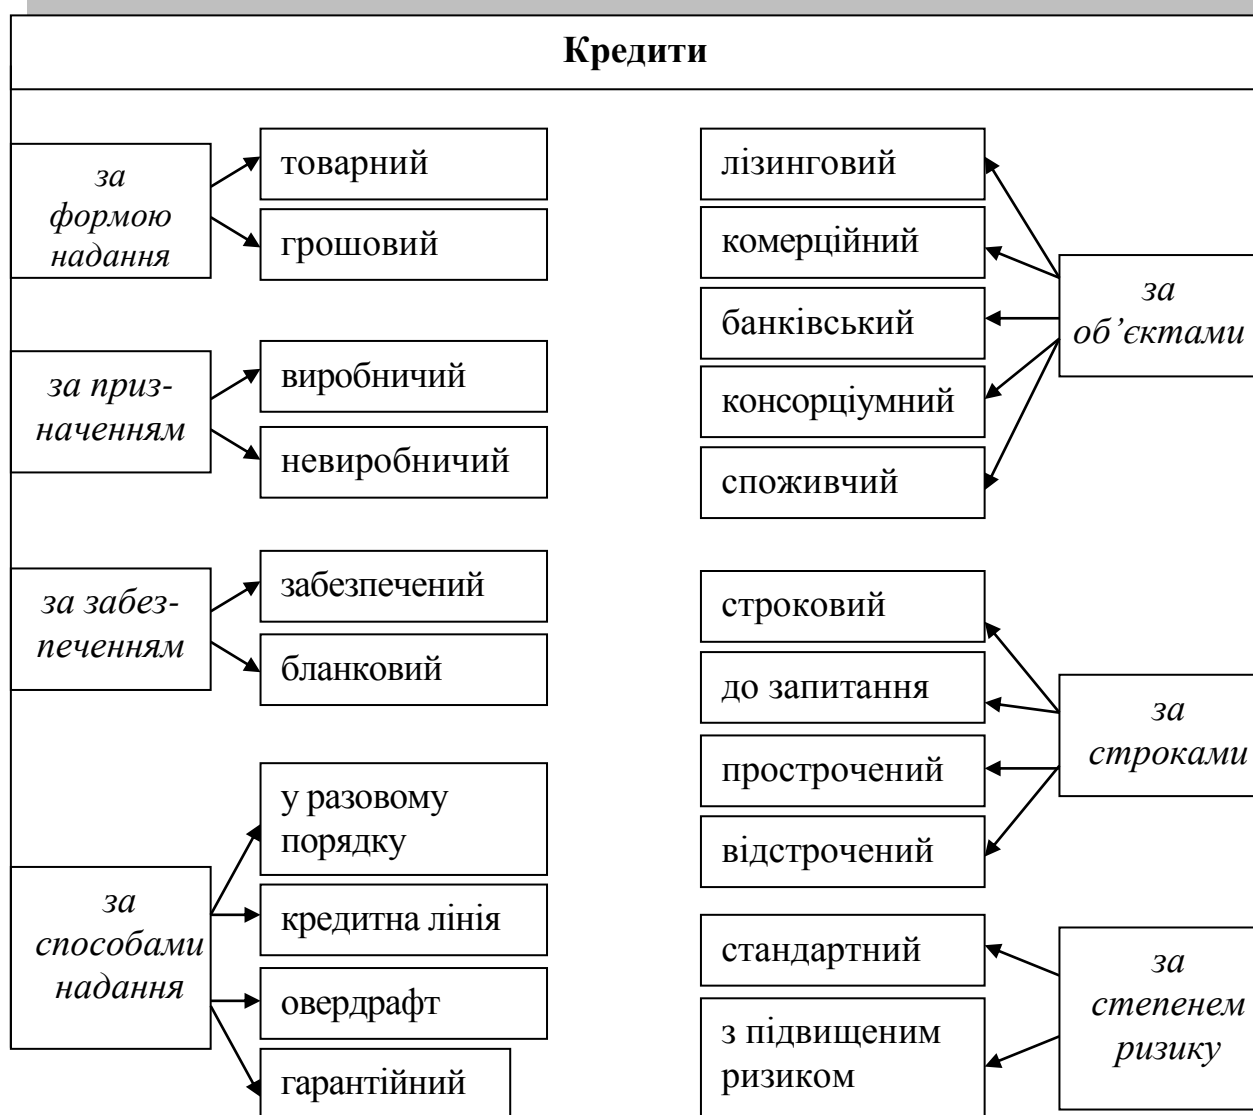 Кредити
за
формою
надання
товарний
грошовий
за приз-
наченням
виробничий
невиробничий
за забез-
печенням
забезпечений
бланковий
за
способами
надання
у разовому
порядку
кредитна лінія
овердрафт
гарантійний
лізинговий
комерційний
банківський
консорціумний
споживчий
за
об’єктами
строковий
до запитання
прострочений
відстрочений
за
строками
стандартний
з підвищеним
ризиком
за
степенем
ризику